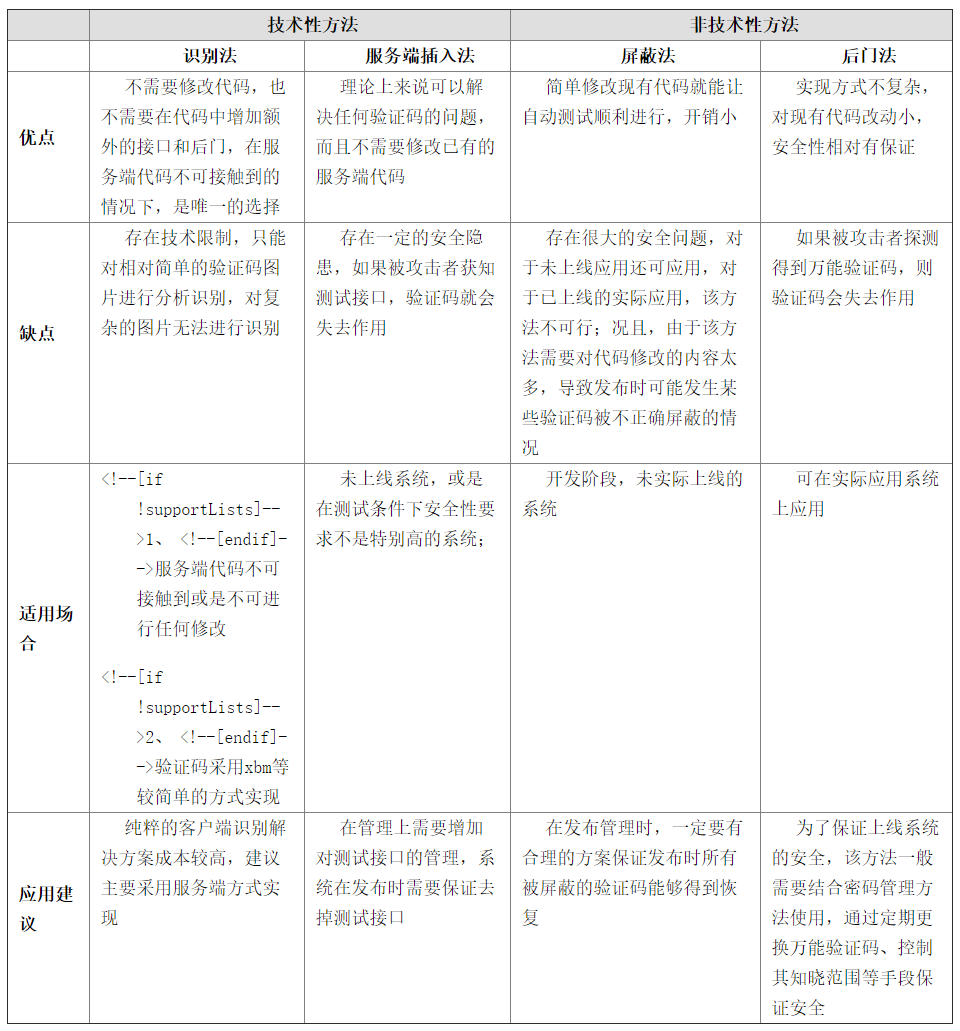 技术性方法
非技术性方法
识别法
服务端插入法
屏蔽法
后门法
优点
不需要修改代码，也
不需要在代码中增加额
外的接口和后门，在服
务端代码不可接触到的
情况下，是唯一的选择
理论上来说可以解
决任何验证码的问题，
而且不需要修改已有的
服务端代码
简单修改现有代码就能让
自动测试顺利进行，开销小
实现方式不复杂，
对现有代码改动小，
安全性相对有保证
缺点
存在技术限制，只能
对相对简单的验证码图
片进行分析识别，对复
杂的图片无法进行识别
存在一定的安全隐
患，如果被攻击者获知
测试接口，验证码就会
失去作用
存在很大的安全问题，对
于未上线应用还可应用，对
于已上线的实际应用，该方
法不可行；况且，由于该方
法需要对代码修改的内容太
多，导致发布时可能发生某
些验证码被不正确屏蔽的情
况
如果被攻击者探测
得到万能验证码，则
验证码会失去作用
适用场
合
<!--[if
!supportLists]--
>1、 <!--[endif]-
->服务端代码不可
接触到或是不可进
行任何修改
<!--[if
!supportLists]--
>2、 <!--[endif]-
->验证码采用xbm等
较简单的方式实现
未上线系统，或是
在测试条件下安全性要
求不是特别高的系统；
开发阶段，未实际上线的
系统
可在实际应用系统
上应用
应用建
议
纯粹的客户端识别解
决方案成本较高，建议
主要采用服务端方式实
现
在管理上需要增加
对测试接口的管理，系
统在发布时需要保证去
掉测试接口
在发布管理时，一定要有
合理的方案保证发布时所有
被屏蔽的验证码能够得到恢
复
为了保证上线系统
的安全，该方法一般
需要结合密码管理方
法使用，通过定期更
换万能验证码、控制
其知晓范围等手段保
证安全